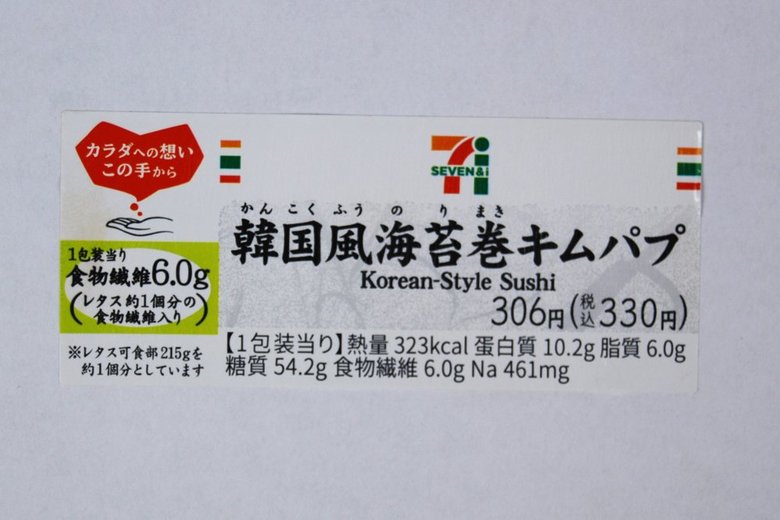 カラダへの想い
この手から
1包装当り
食物繊維6.0g
(レタス約1個分の
食物繊維入り)
※レタス可食部215gを
約1個分としています
7i
SEVEN&i
かんこくふうのりまき
韓国風海苔巻キムパプ
Korean-Style Sushi
306円(税込330円)
【1包装当り】熱量 323kcal 蛋白質 10.2g 脂質 6.0g
糖質 54.2g 食物繊維 6.0g Na 461mg